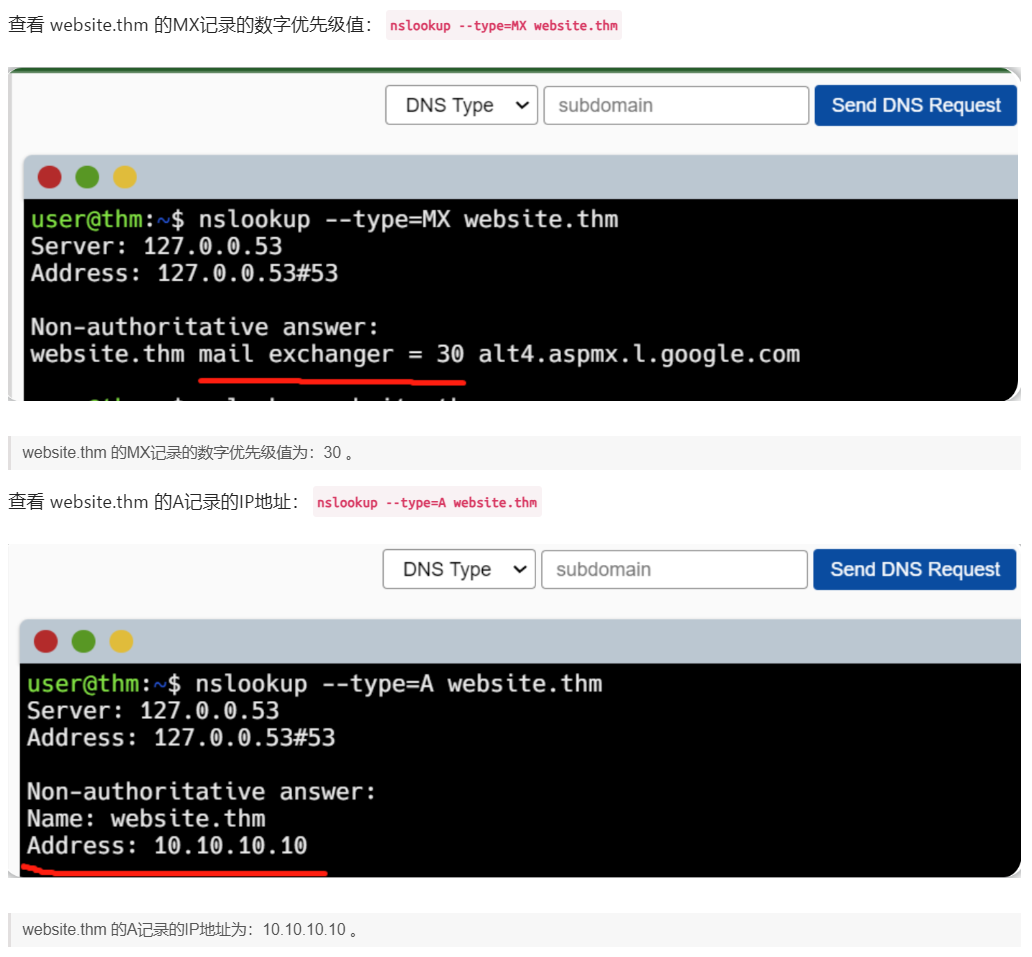 查看 website.thm 的MX记录的数字优先级值： nslookup --type=MX website.thm
DNS Type subdomain Send DNS Request
user@thm:~$ nslookup --type=MX website.thm
Server: 127.0.0.53
Address: 127.0.0.53#53
Non-authoritative answer:
website.thm mail exchanger = 30 alt4.aspmx.l.google.com
website.thm 的MX记录的数字优先级值为：30 。
查看 website.thm 的A记录的IP地址： nslookup --type=A website.thm
DNS Type subdomain Send DNS Request
user@thm:~$ nslookup --type=A website.thm
Server: 127.0.0.53
Address: 127.0.0.53#53
Non-authoritative answer:
Name: website.thm
Address: 10.10.10.10
website.thm 的A记录的IP地址为：10.10.10.10 。